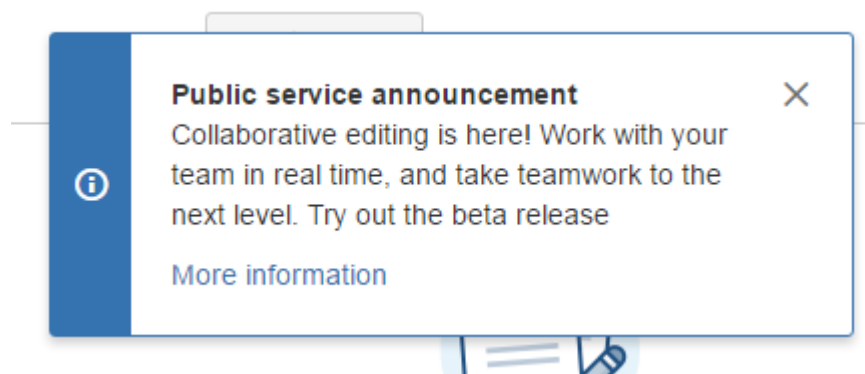 Public service announcement
Collaborative editing is here! Work with your
team in real time, and take teamwork to the
next level. Try out the beta release
More information